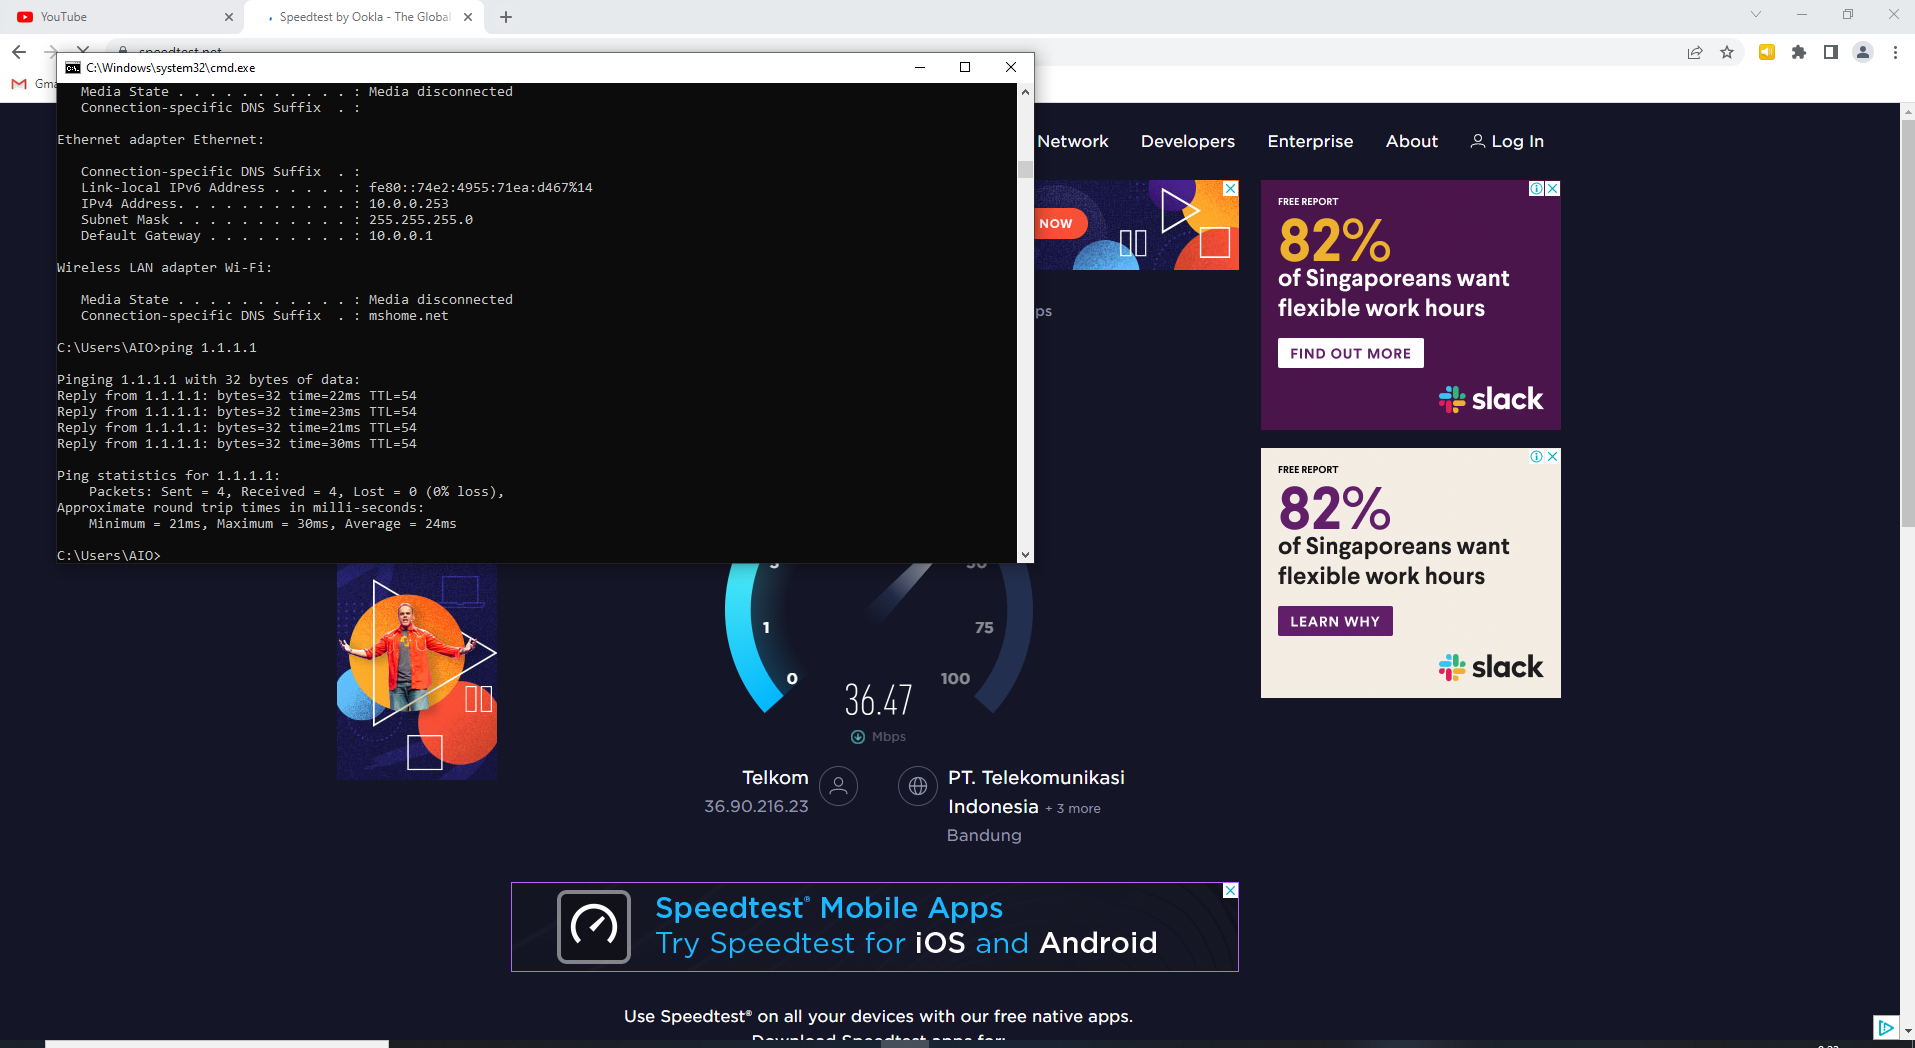 YouTube
Speedtest by Ookla - The Global
speedtest.net
Gma
C:\Windows\system32\cmd.exe
Media State . . . . . . . . . . . : Media disconnected
Connection-specific DNS Suffix  . :
Ethernet adapter Ethernet:
Connection-specific DNS Suffix  . :
Link-local IPv6 Address . . . . . : fe80::74e2:4955:71ea:d467%14
IPv4 Address. . . . . . . . . . . : 10.0.0.253
Subnet Mask . . . . . . . . . . . : 255.255.255.0
Default Gateway . . . . . . . . . : 10.0.0.1
Wireless LAN adapter Wi-Fi:
Media State . . . . . . . . . . . : Media disconnected
Connection-specific DNS Suffix  . : mshome.net
C:\Users\AIO>ping 1.1.1.1
Pinging 1.1.1.1 with 32 bytes of data:
Reply from 1.1.1.1: bytes=32 time=22ms TTL=54
Reply from 1.1.1.1: bytes=32 time=23ms TTL=54
Reply from 1.1.1.1: bytes=32 time=21ms TTL=54
Reply from 1.1.1.1: bytes=32 time=30ms TTL=54
Ping statistics for 1.1.1.1:
Packets: Sent = 4, Received = 4, Lost = 0 (0% loss),
Approximate round trip times in milli-seconds:
Minimum = 21ms, Maximum = 30ms, Average = 24ms
C:\Users\AIO>
Network Developers Enterprise About Log In
NOW
ps
FREE REPORT
82%
of Singaporeans want
flexible work hours
FIND OUT MORE
slack
FREE REPORT
82%
of Singaporeans want
flexible work hours
LEARN WHY
slack
1 75
0 100
36.47
Mbps
Telkom
36.90.216.23
PT. Telekomunikasi
Indonesia + 3 more
Bandung
Speedtest® Mobile Apps
Try Speedtest for iOS and Android
Use Speedtest® on all your devices with our free native apps.
Download Speedtest apps for: